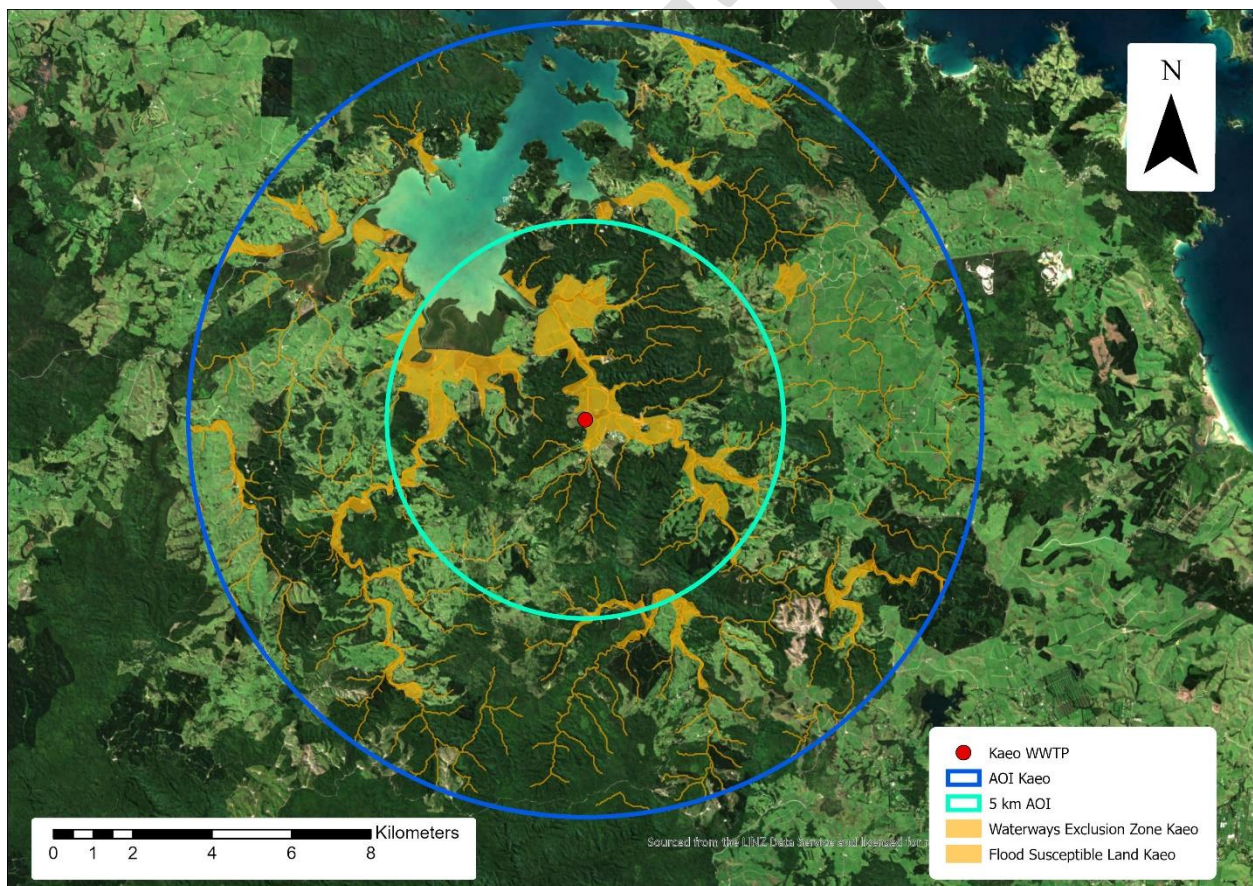 N
Kaeo WWTP
AOI Kaeo
5 km AOI
Waterways Exclusion Zone Kaeo
Flood Susceptible Land Kaeo
Kilometers
0 1 2 4 6 8
Sourced from the LINZ Data Service and licensed for